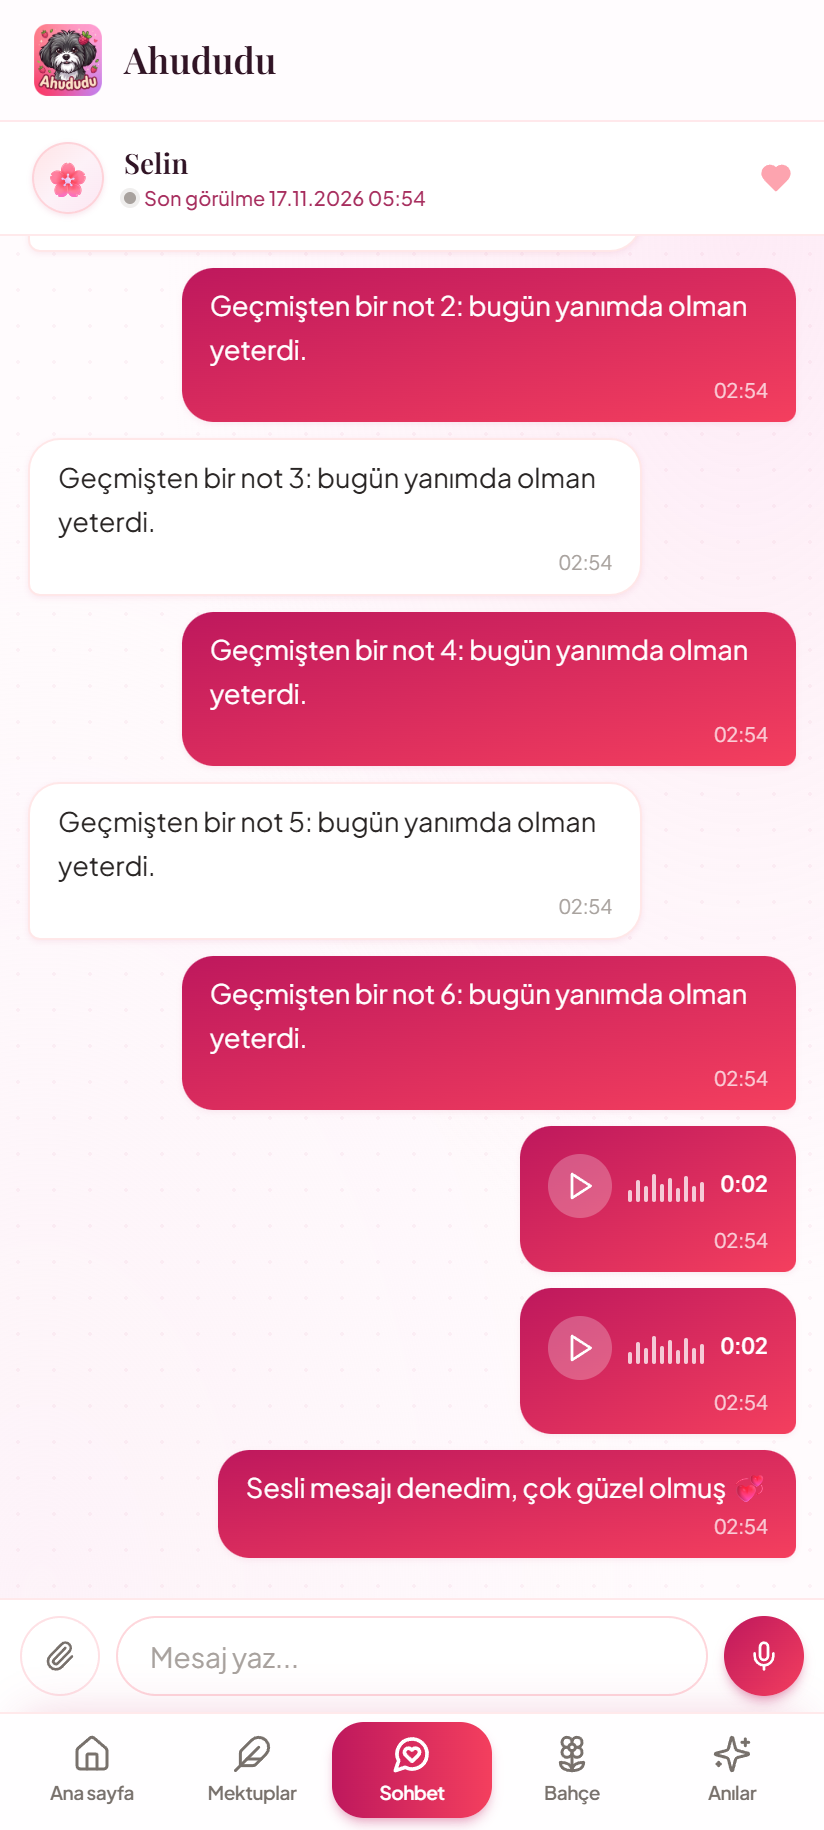 Ahududu
Ahududu
Selin
Son görülme 17.11.2026 05:54
Geçmişten bir not 2: bugün yanımda olman
yeterdi.
02:54
Geçmişten bir not 3: bugün yanımda olman
yeterdi.
02:54
Geçmişten bir not 4: bugün yanımda olman
yeterdi.
02:54
Geçmişten bir not 5: bugün yanımda olman
yeterdi.
02:54
Geçmişten bir not 6: bugün yanımda olman
yeterdi.
02:54
0:02
02:54
0:02
02:54
Sesli mesajı denedim, çok güzel olmuş 💞
02:54
Mesaj yaz...
Ana sayfa
Mektuplar
Sohbet
Bahçe
Anılar